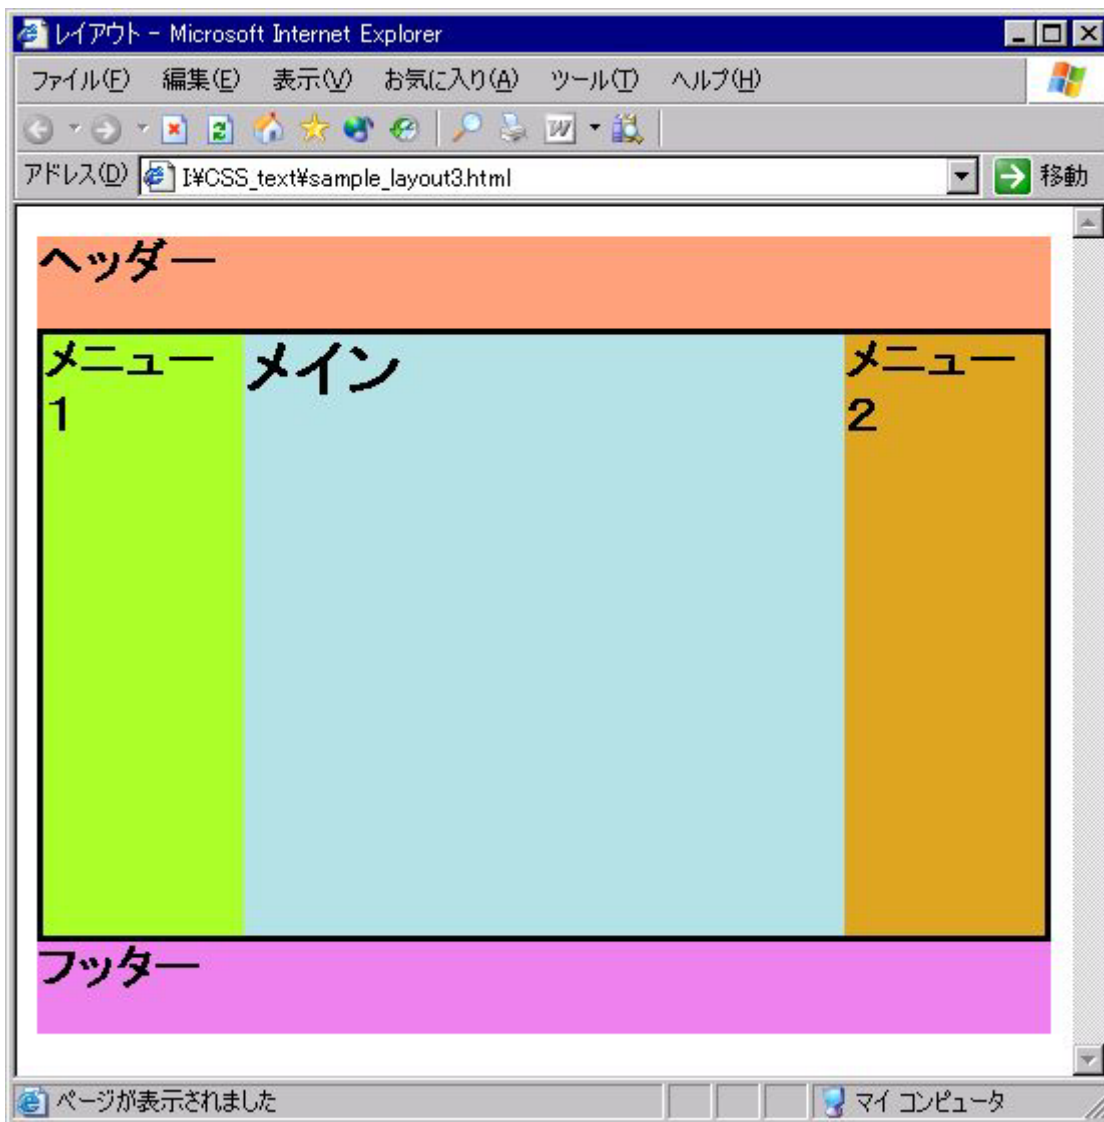 レイアウト - Microsoft Internet Explorer
ファイル(F) 編集(E) 表示(V) お気に入り(A) ツール(T) ヘルプ(H)
アドレス(D) I:¥CSS_text¥sample_layout3.html 移動
ヘッダー
メニュー
1
メイン
メニュー
2
フッター
ページが表示されました マイ コンピュータ